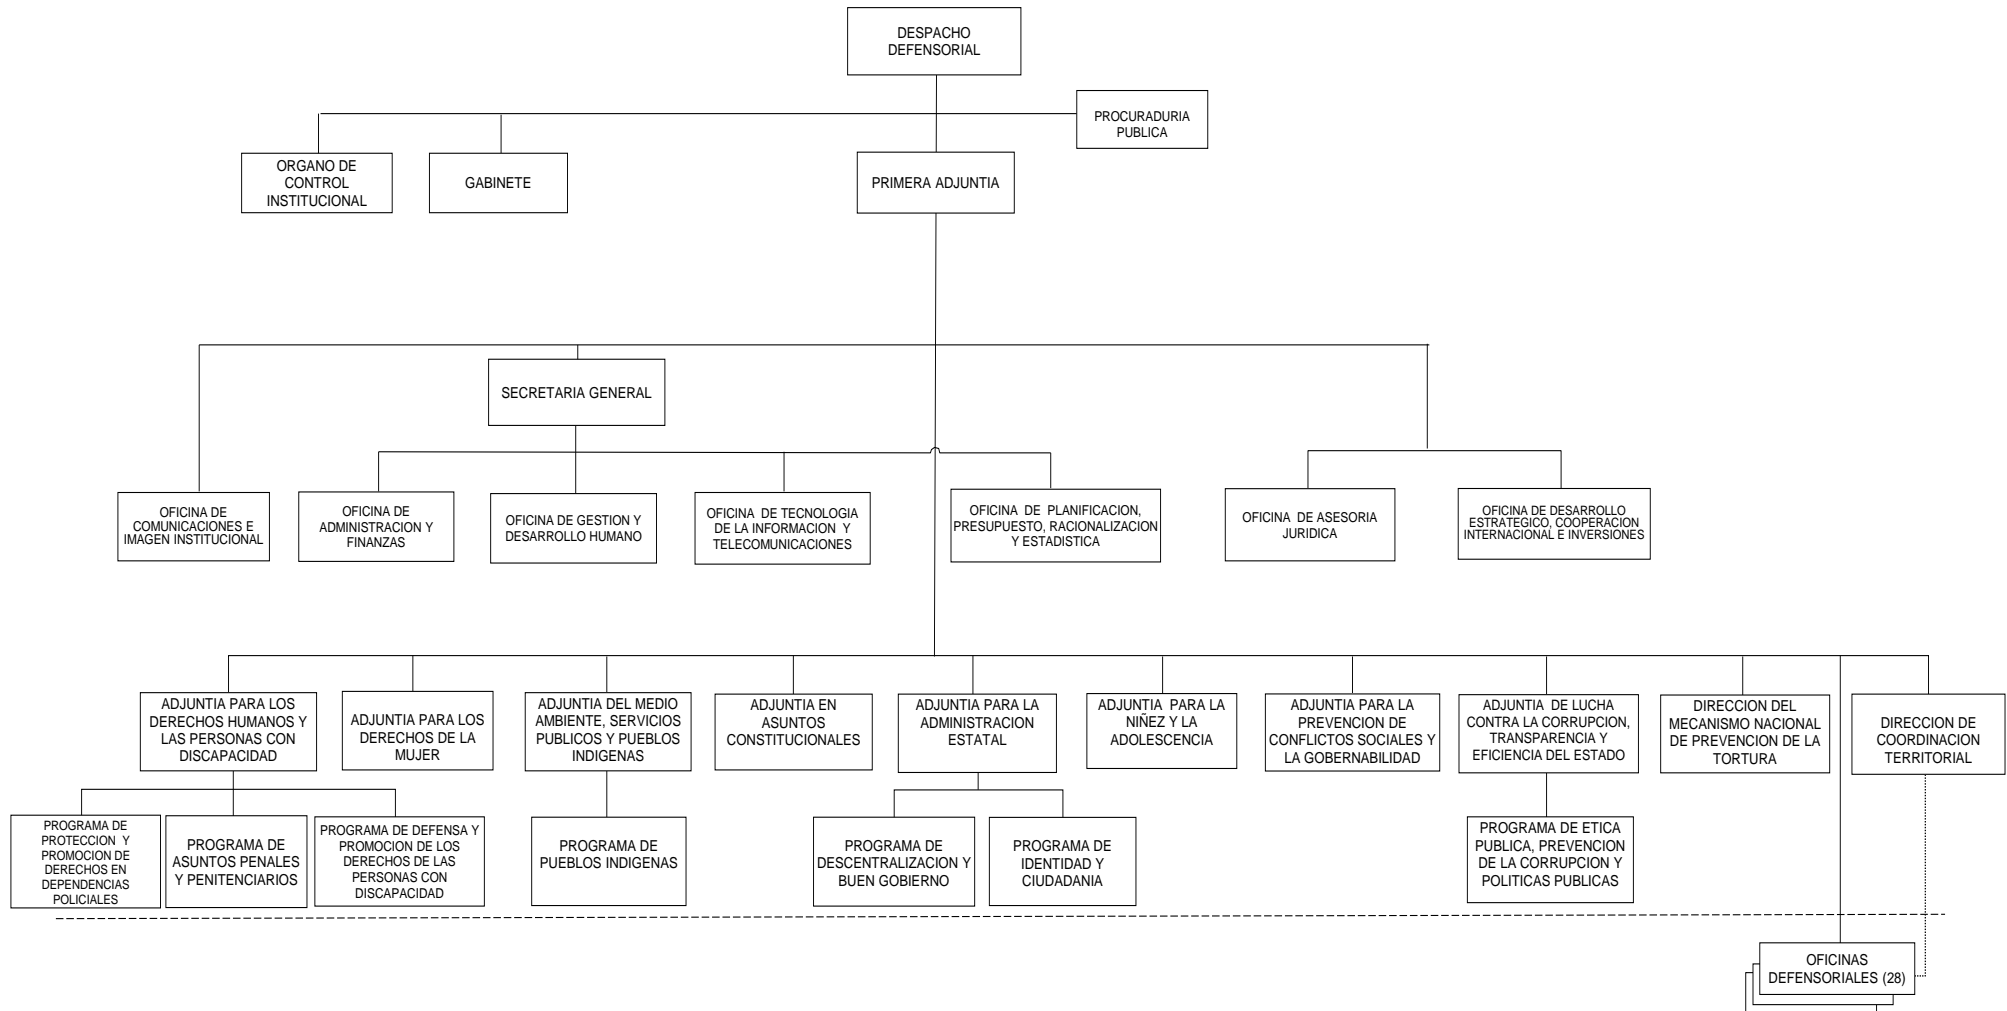 DESPACHO
DEFENSORIAL
PROCURADURIA
PUBLICA
ORGANO DE
CONTROL
INSTITUCIONAL
GABINETE
PRIMERA ADJUNTIA
SECRETARIA GENERAL
OFICINA DE
COMUNICACIONES E
IMAGEN INSTITUCIONAL
OFICINA DE
ADMINISTRACION Y
FINANZAS
OFICINA DE GESTION Y
DESARROLLO HUMANO
OFICINA DE TECNOLOGIA
DE LA INFORMACION Y
TELECOMUNICACIONES
OFICINA DE PLANIFICACION,
PRESUPUESTO, RACIONALIZACION
Y ESTADISTICA
OFICINA DE ASESORIA
JURIDICA
OFICINA DE DESARROLLO
ESTRATEGICO, COOPERACION
INTERNACIONAL E INVERSIONES
ADJUNTIA PARA LOS
DERECHOS HUMANOS Y
LAS PERSONAS CON
DISCAPACIDAD
ADJUNTIA PARA LOS
DERECHOS DE LA
MUJER
ADJUNTIA DEL MEDIO
AMBIENTE, SERVICIOS
PUBLICOS Y PUEBLOS
INDIGENAS
ADJUNTIA EN
ASUNTOS
CONSTITUCIONALES
ADJUNTIA PARA LA
ADMINISTRACION
ESTATAL
ADJUNTIA PARA LA
NIÑEZ Y LA
ADOLESCENCIA
ADJUNTIA PARA LA
PREVENCION DE
CONFLICTOS SOCIALES Y
LA GOBERNABILIDAD
ADJUNTIA DE LUCHA
CONTRA LA CORRUPCION,
TRANSPARENCIA Y
EFICIENCIA DEL ESTADO
DIRECCION DEL
MECANISMO NACIONAL
DE PREVENCION DE LA
TORTURA
DIRECCION DE
COORDINACION
TERRITORIAL
PROGRAMA DE
PROTECCION Y
PROMOCION DE
DERECHOS EN
DEPENDENCIAS
POLICIALES
PROGRAMA DE
ASUNTOS PENALES
Y PENITENCIARIOS
PROGRAMA DE DEFENSA Y
PROMOCION DE LOS
DERECHOS DE LAS
PERSONAS CON
DISCAPACIDAD
PROGRAMA DE
PUEBLOS INDIGENAS
PROGRAMA DE
DESCENTRALIZACION Y
BUEN GOBIERNO
PROGRAMA DE
IDENTIDAD Y
CIUDADANIA
PROGRAMA DE ETICA
PUBLICA, PREVENCION
DE LA CORRUPCION Y
POLITICAS PUBLICAS
OFICINAS
DEFENSORIALES (28)